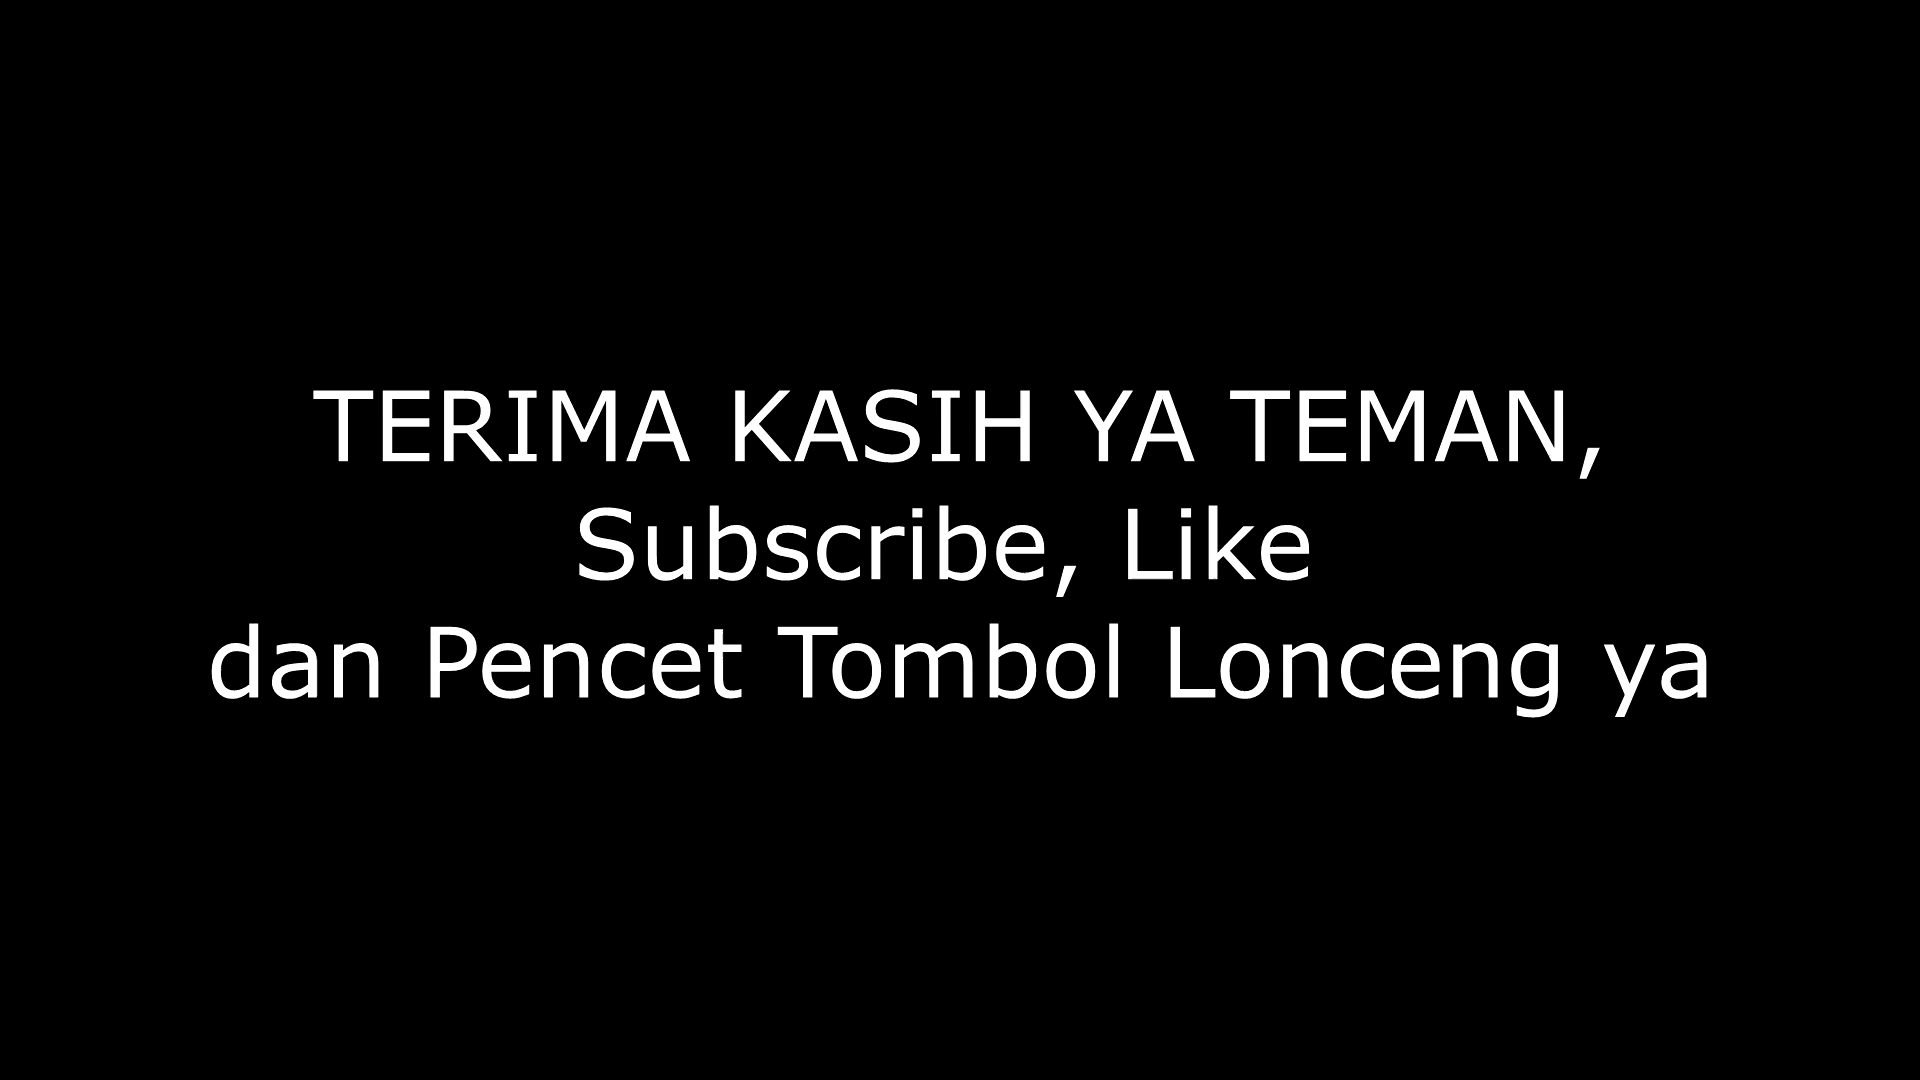 TERIMA KASIH YA TEMAN,
Subscribe, Like
dan Pencet Tombol Lonceng ya